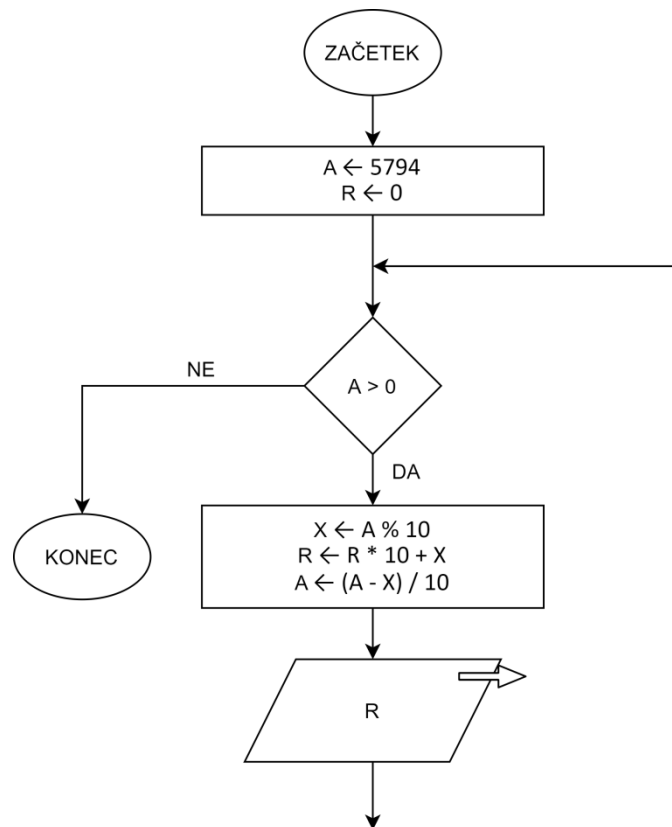 ZAČETEK
A ← 5794
R ← 0
A > 0
NE
DA
KONEC
X ← A % 10
R ← R * 10 + X
A ← (A - X) / 10
R